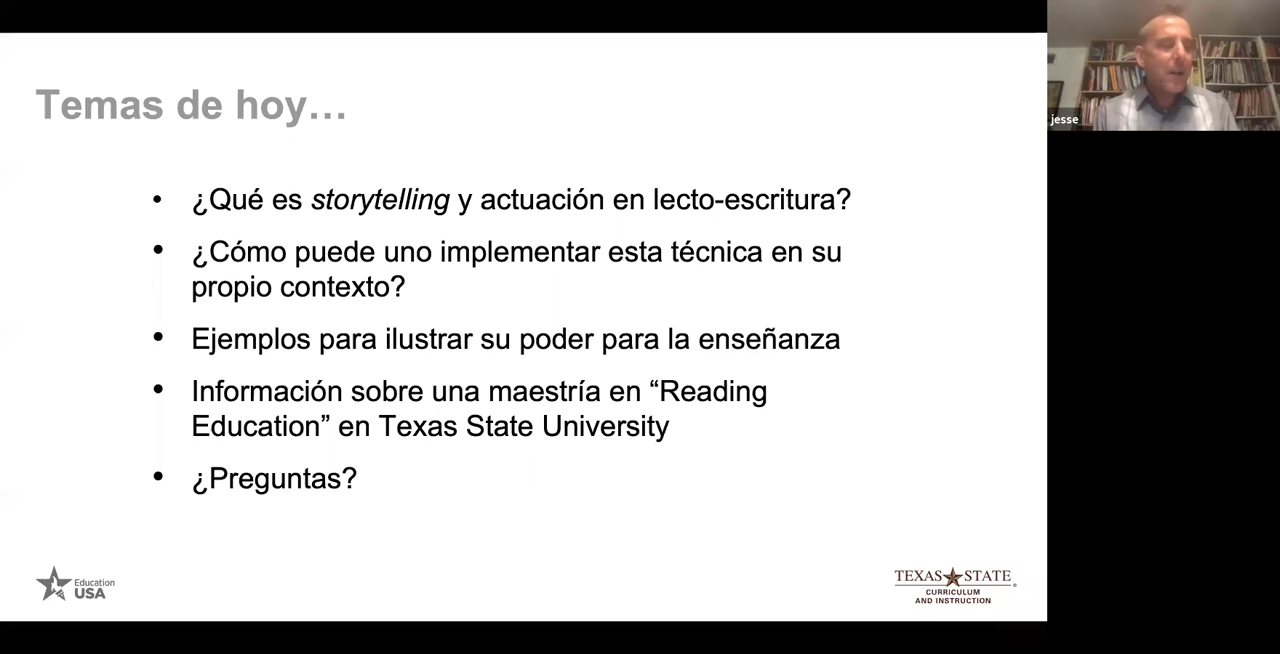 Temas de hoy…
• ¿Qué es storytelling y actuación en lecto-escritura?
• ¿Cómo puede uno implementar esta técnica en su
propio contexto?
• Ejemplos para ilustrar su poder para la enseñanza
• Información sobre una maestría en “Reading
Education” en Texas State University
• ¿Preguntas?
Education
USA
TEXAS STATE
®
CURRICULUM
AND INSTRUCTION
jesse